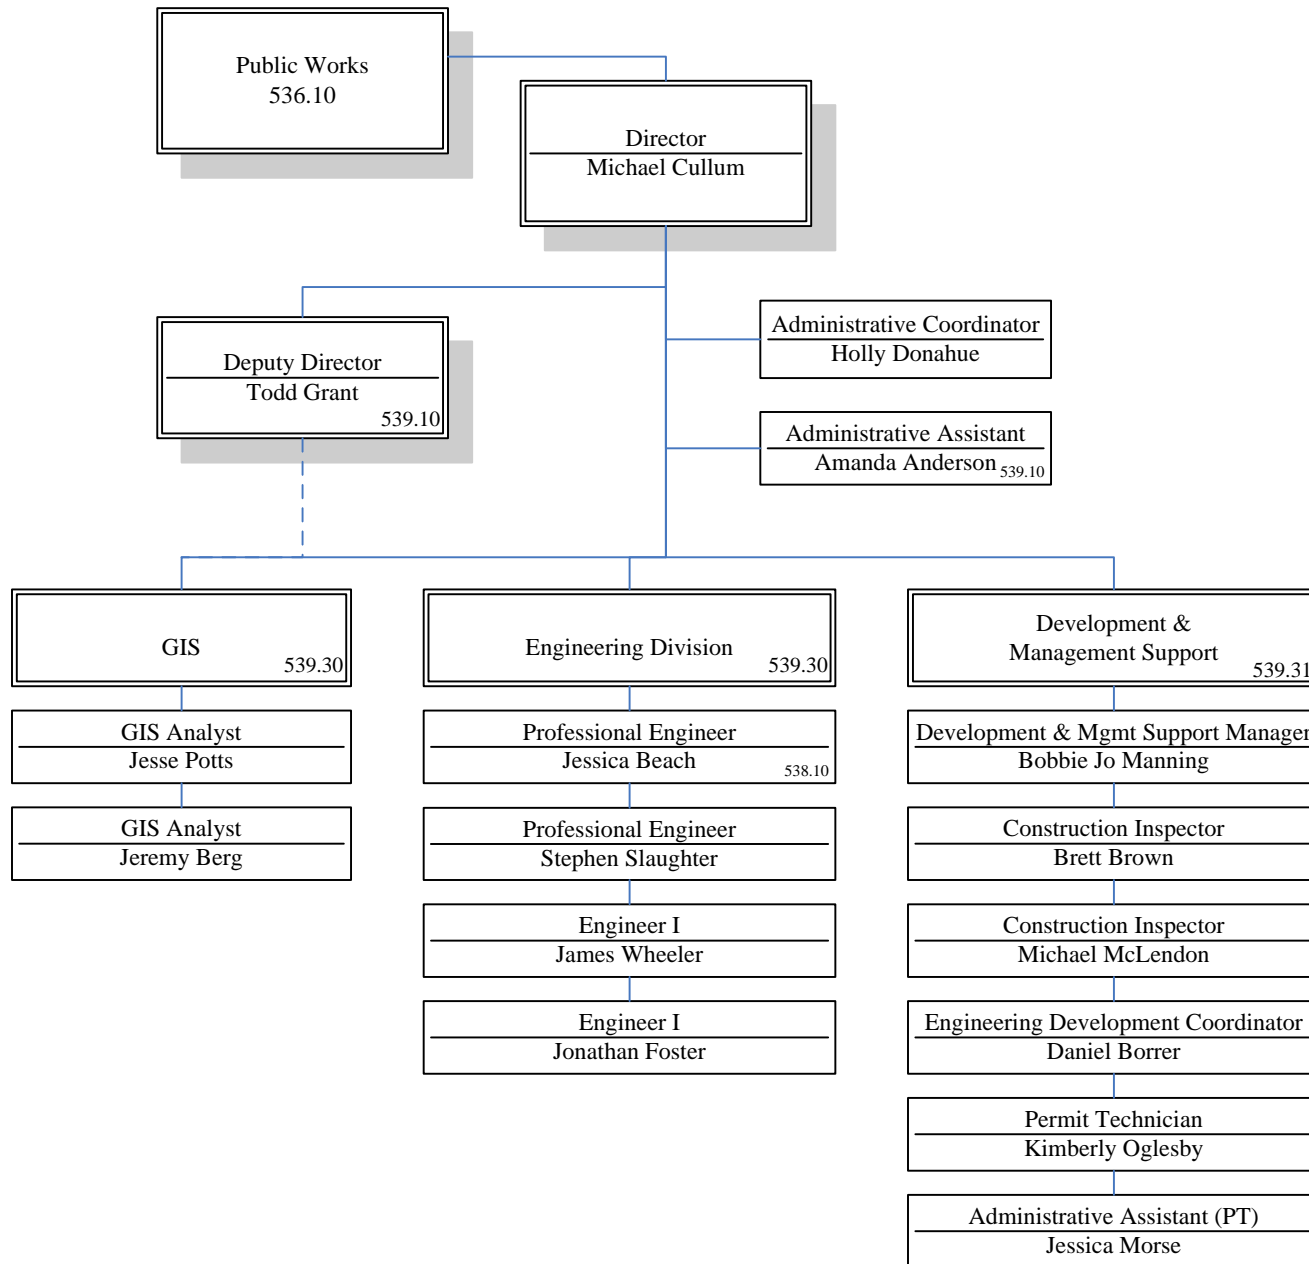 Public Works
536.10
Director
Michael Cullum
Deputy Director
Todd Grant
539.10
Administrative Coordinator
Holly Donahue
Administrative Assistant
Amanda Anderson 539.10
GIS
539.30
GIS Analyst
Jesse Potts
GIS Analyst
Jeremy Berg
Engineering Division
539.30
Professional Engineer
Jessica Beach
538.10
Professional Engineer
Stephen Slaughter
Engineer I
James Wheeler
Engineer I
Jonathan Foster
Development &
Management Support
539.31
Development & Mgmt Support Manager
Bobbie Jo Manning
Construction Inspector
Brett Brown
Construction Inspector
Michael McLendon
Engineering Development Coordinator
Daniel Borrer
Permit Technician
Kimberly Oglesby
Administrative Assistant (PT)
Jessica Morse